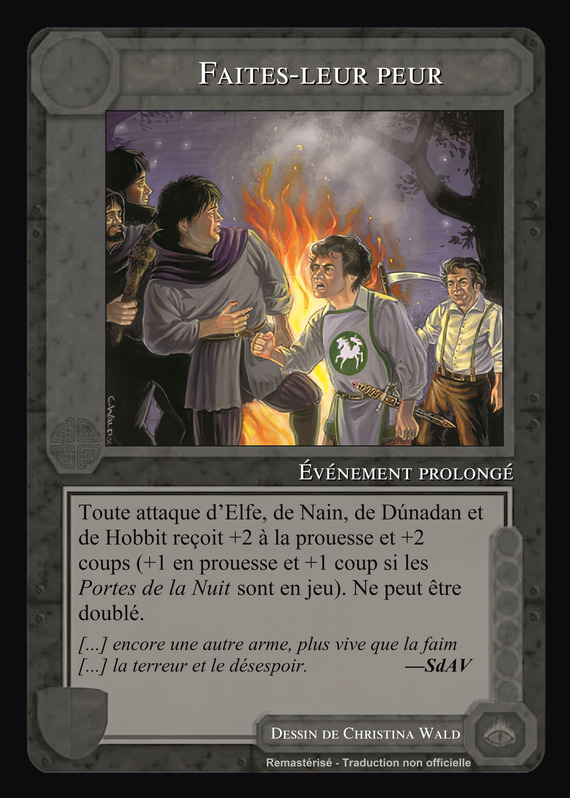 Faites-leur peur
C. WALD
Événement prolongé
Toute attaque d'Elfe, de Nain, de Dúnadan et
de Hobbit reçoit +2 à la prouesse et +2
coups (+1 en prouesse et +1 coup si les
Portes de la Nuit sont en jeu). Ne peut être
doublé.
[...] encore une autre arme, plus vive que la faim
[...] la terreur et le désespoir. —SdAV
Dessin de Christina Wald
Remastérisé - Traduction non officielle